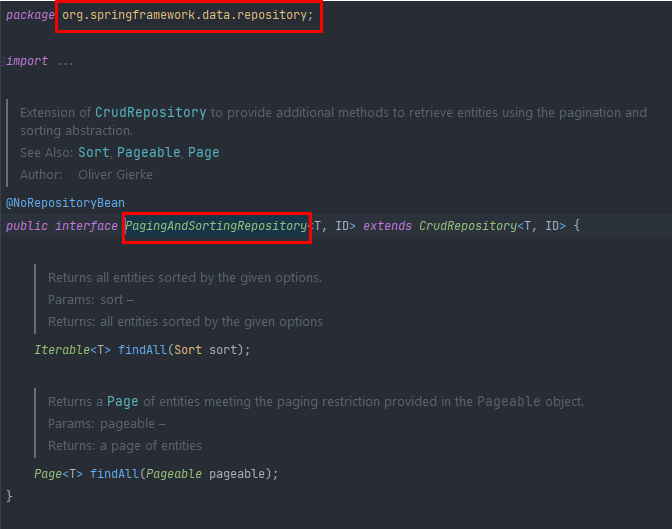 package org.springframework.data.repository;
import ...
Extension of CrudRepository to provide additional methods to retrieve entities using the pagination and
sorting abstraction.
See Also: Sort, Pageable, Page
Author: Oliver Gierke
@NoRepositoryBean
public interface PagingAndSortingRepository<T, ID> extends CrudRepository<T, ID> {
Returns all entities sorted by the given options.
Params: sort –
Returns: all entities sorted by the given options
Iterable<T> findAll(Sort sort);
Returns a Page of entities meeting the paging restriction provided in the Pageable object.
Params: pageable –
Returns: a page of entities
Page<T> findAll(Pageable pageable);
}